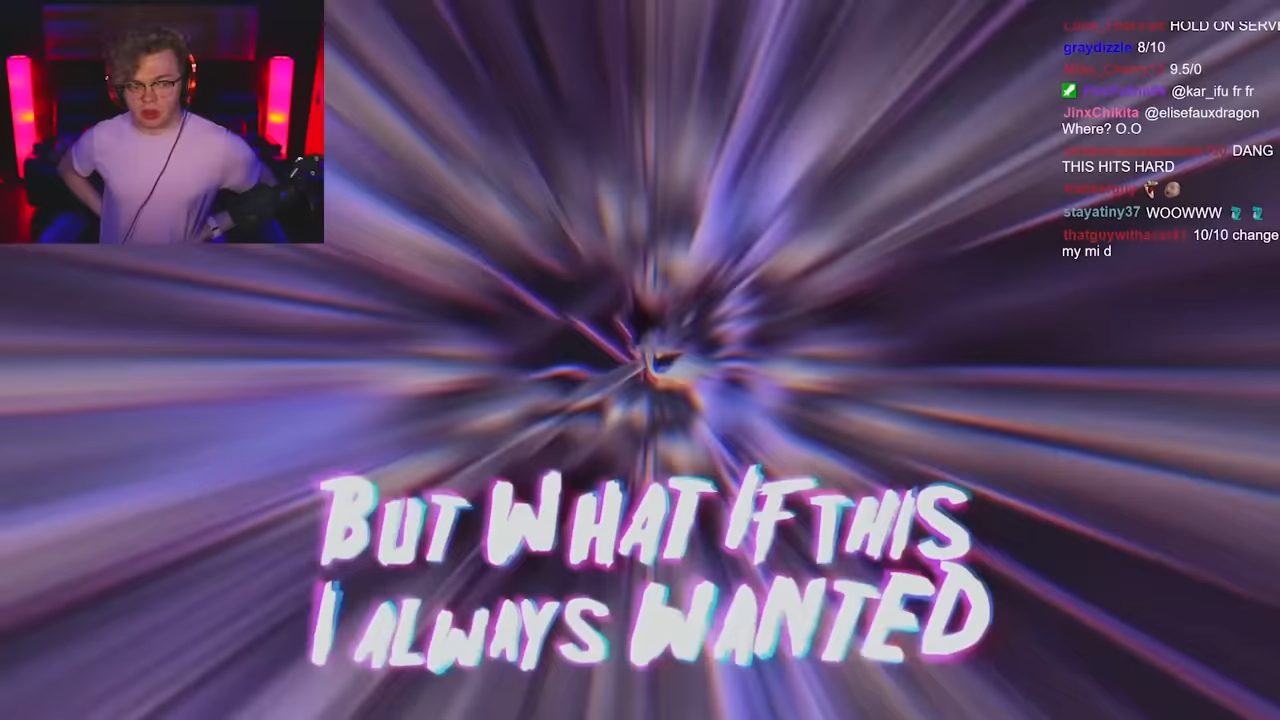 HOLD ON SERVE
graydizzle 8/10
9.5/0
@kar_ifu fr fr
JinxChikita @elisefauxdragon
Where? O.O
DANG
THIS HITS HARD
stayatiny37 WOOWWW
10/10 change
my mi d
BUT WHAT IF THIS
I ALWAYS WANTED